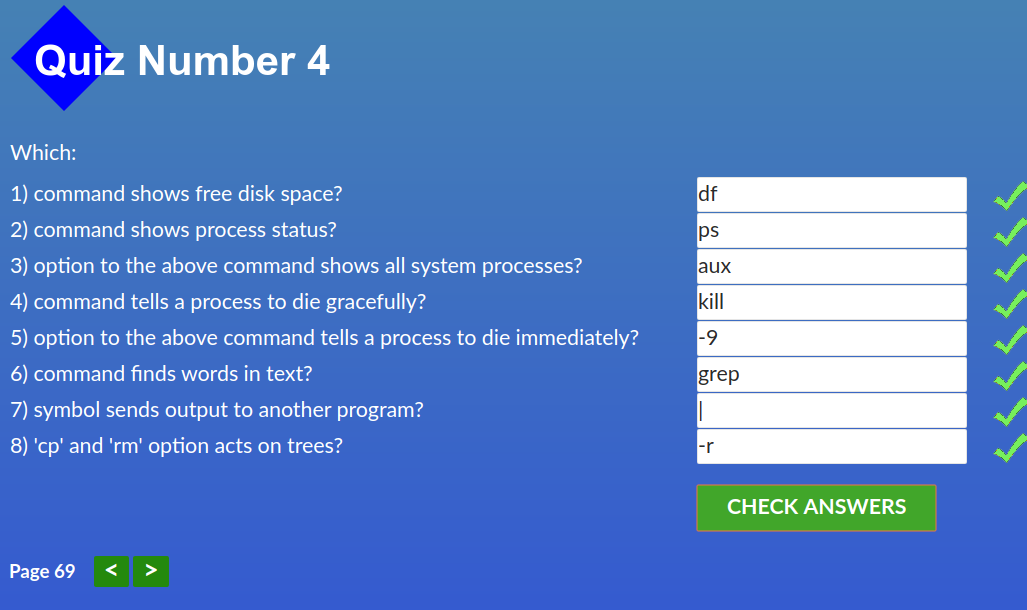 Quiz Number 4
Which:
1) command shows free disk space? df
2) command shows process status? ps
3) option to the above command shows all system processes? aux
4) command tells a process to die gracefully? kill
5) option to the above command tells a process to die immediately? -9
6) command finds words in text? grep
7) symbol sends output to another program? |
8) 'cp' and 'rm' option acts on trees? -r
CHECK ANSWERS
Page 69 < >